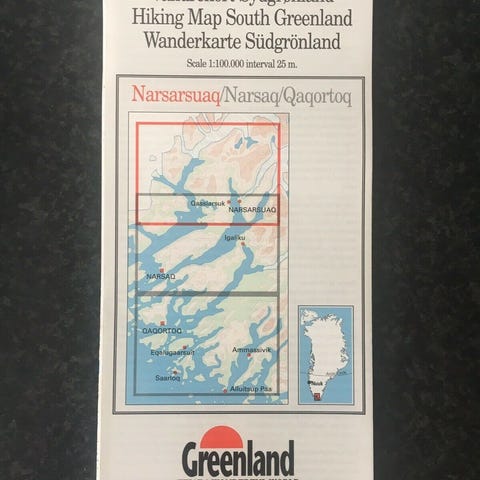 Hiking Map South Greenland
Wanderkarte Südgrönland
Scale 1:100.000 interval 25 m.
Narsarsuaq/Narsaq/Qaqortoq
Qassiarsuk
NARSARSUAQ
Igaliku
NARSAQ
QAQORTOQ
Eqalugaarsuit
Ammassivik
Saarloq
Alluitsup Paa
Nuuk
Greenland